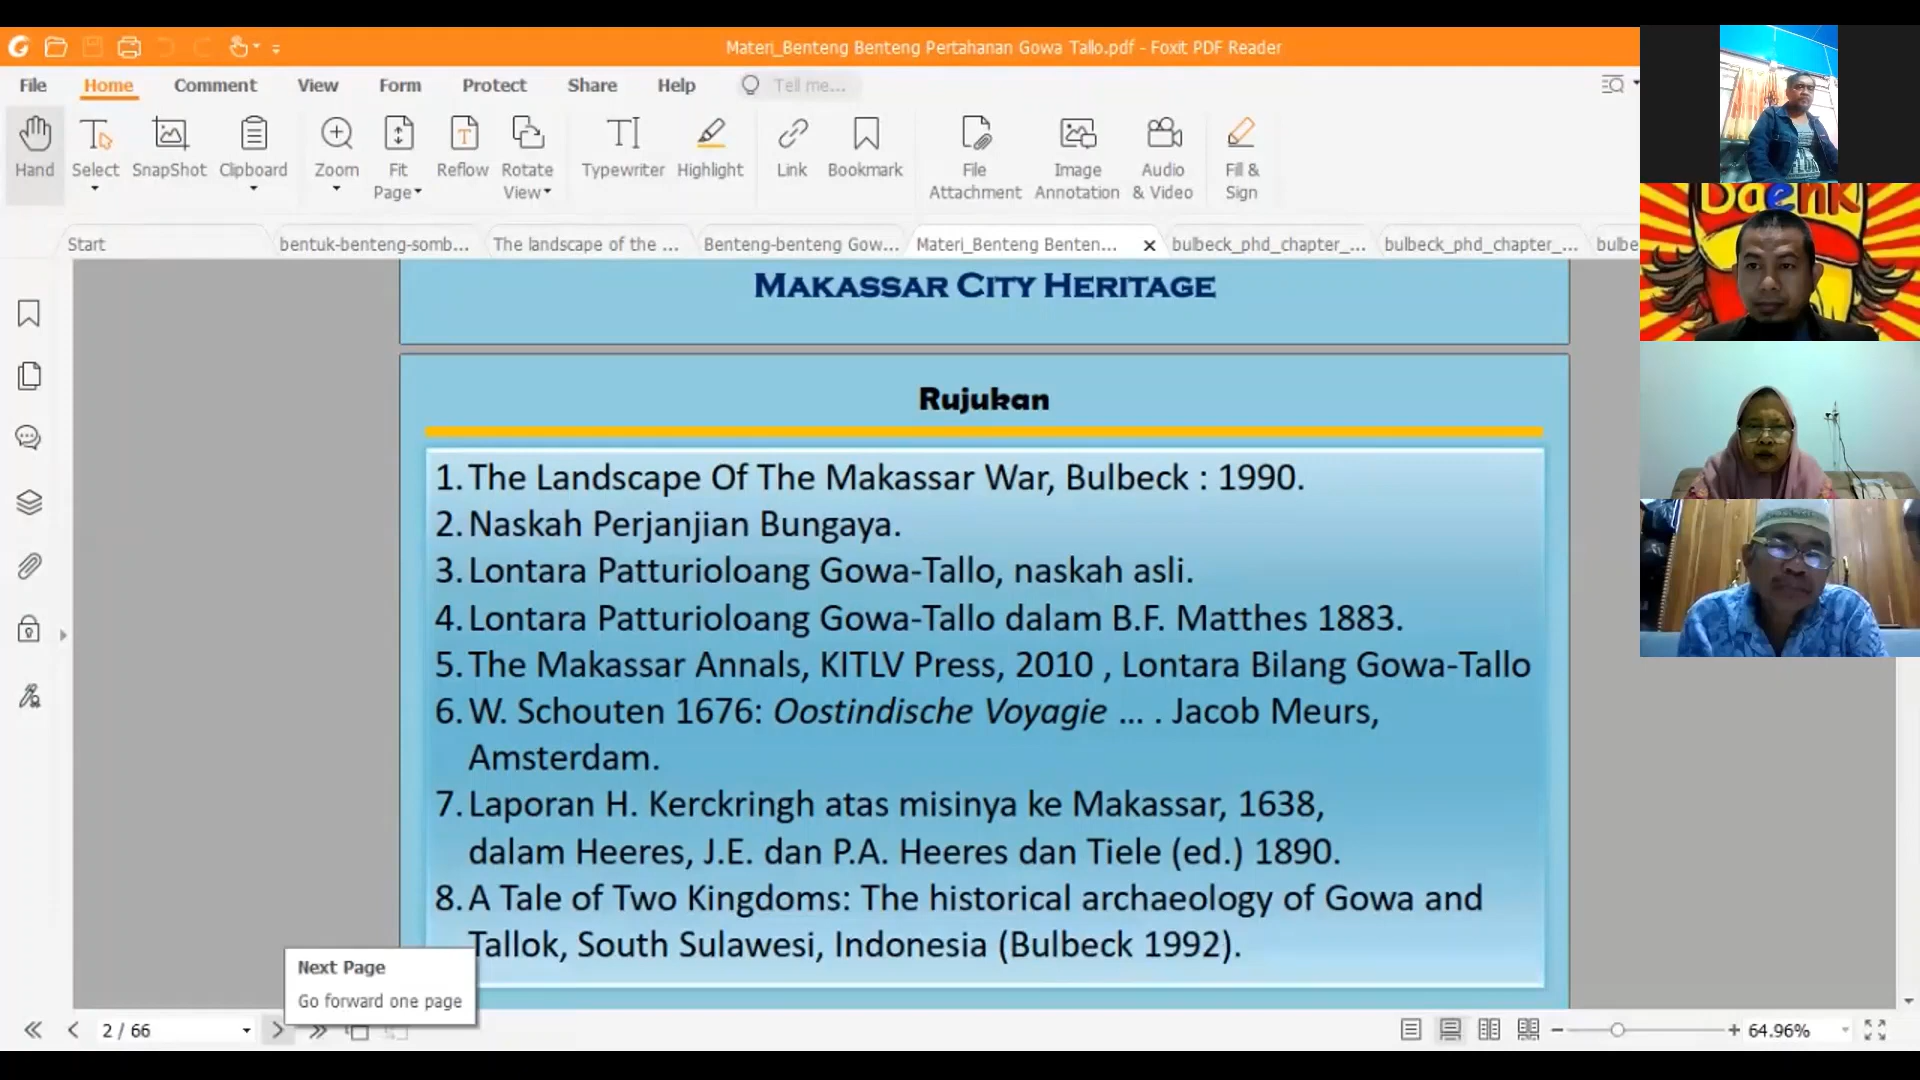 Materi_Benteng Benteng Pertahanan Gowa Tallo.pdf - Foxit PDF Reader
File Home Comment View Form Protect Share Help Tell me...
Hand Select SnapShot Clipboard Zoom Fit Page Reflow Rotate View Typewriter Highlight Link Bookmark File Attachment Image Annotation Audio & Video Fill & Sign
Start bentuk-benteng-somb... The landscape of the ... Benteng-benteng Gow... Materi_Benteng Benten... bulbeck_phd_chapter_... bulbeck_phd_chapter_... bulbe
Daenk
MAKASSAR CITY HERITAGE
Rujukan
1. The Landscape Of The Makassar War, Bulbeck : 1990.
2. Naskah Perjanjian Bungaya.
3. Lontara Patturioloang Gowa-Tallo, naskah asli.
4. Lontara Patturioloang Gowa-Tallo dalam B.F. Matthes 1883.
5. The Makassar Annals, KITLV Press, 2010 , Lontara Bilang Gowa-Tallo
6. W. Schouten 1676: Oostindische Voyagie ... . Jacob Meurs,
Amsterdam.
7. Laporan H. Kerckringh atas misinya ke Makassar, 1638,
dalam Heeres, J.E. dan P.A. Heeres dan Tiele (ed.) 1890.
8. A Tale of Two Kingdoms: The historical archaeology of Gowa and
Tallok, South Sulawesi, Indonesia (Bulbeck 1992).
Next Page
Go forward one page
2 / 66
64.96%